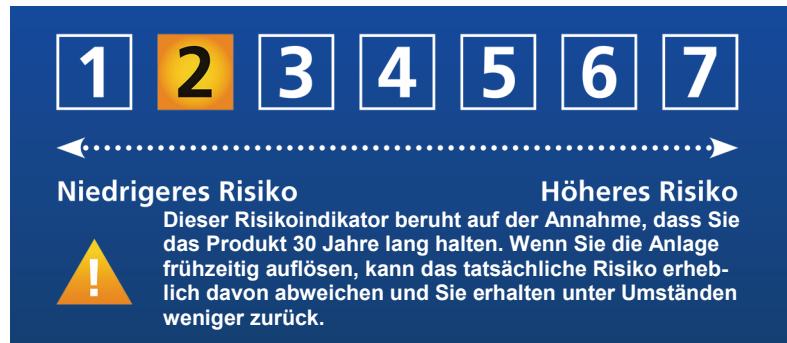 1 2 3 4 5 6 7
Niedrigeres Risiko Höheres Risiko
Dieser Risikoindikator beruht auf der Annahme, dass Sie
das Produkt 30 Jahre lang halten. Wenn Sie die Anlage
frühzeitig auflösen, kann das tatsächliche Risiko erheb-
lich davon abweichen und Sie erhalten unter Umständen
weniger zurück.
!